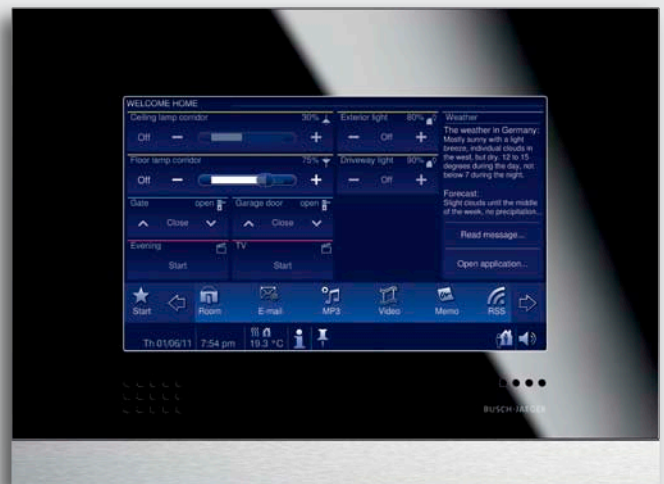 WELCOME HOME
Ceiling lamp corridor 30%
Off − +
Exterior light 80%
− Off +
Floor lamp corridor 75%
Off − +
Driveway light 90%
− Off +
Gate open
Close
Garage door open
Close
Evening
Start
TV
Start
Weather
The weather in Germany:
Mostly sunny with a light
breeze, individual clouds in
the west, but dry. 12 to 15
degrees during the day, not
below 7 during the night.
Forecast:
Slight clouds until the middle
of the week, no precipitation...
Read message...
Open application...
Start Room E-mail MP3 Video Memo RSS
Th 01/06/11 7:54 pm 19.3 °C
BUSCH-JAEGER